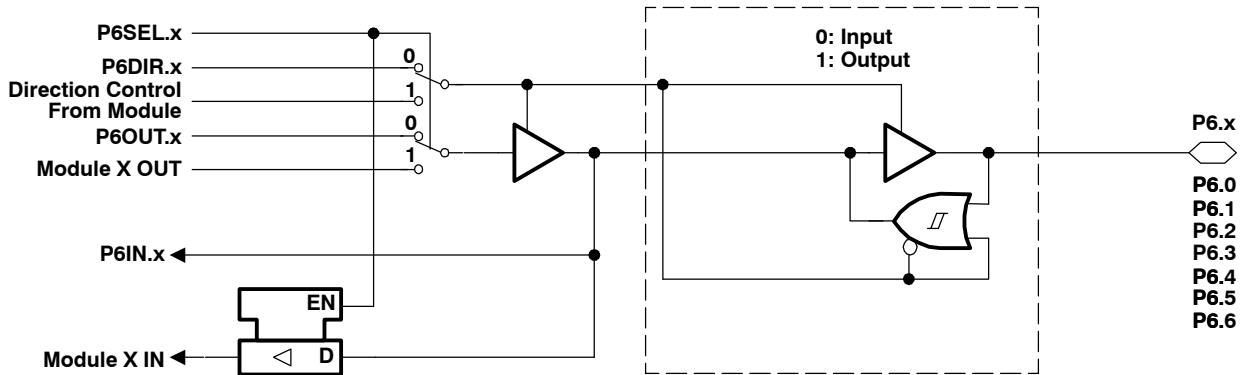 P6SEL.x
P6DIR.x
Direction Control
From Module
P6OUT.x
Module X OUT
P6IN.x
Module X IN
0
1
0
1
EN
D
0: Input
1: Output
P6.x
P6.0
P6.1
P6.2
P6.3
P6.4
P6.5
P6.6